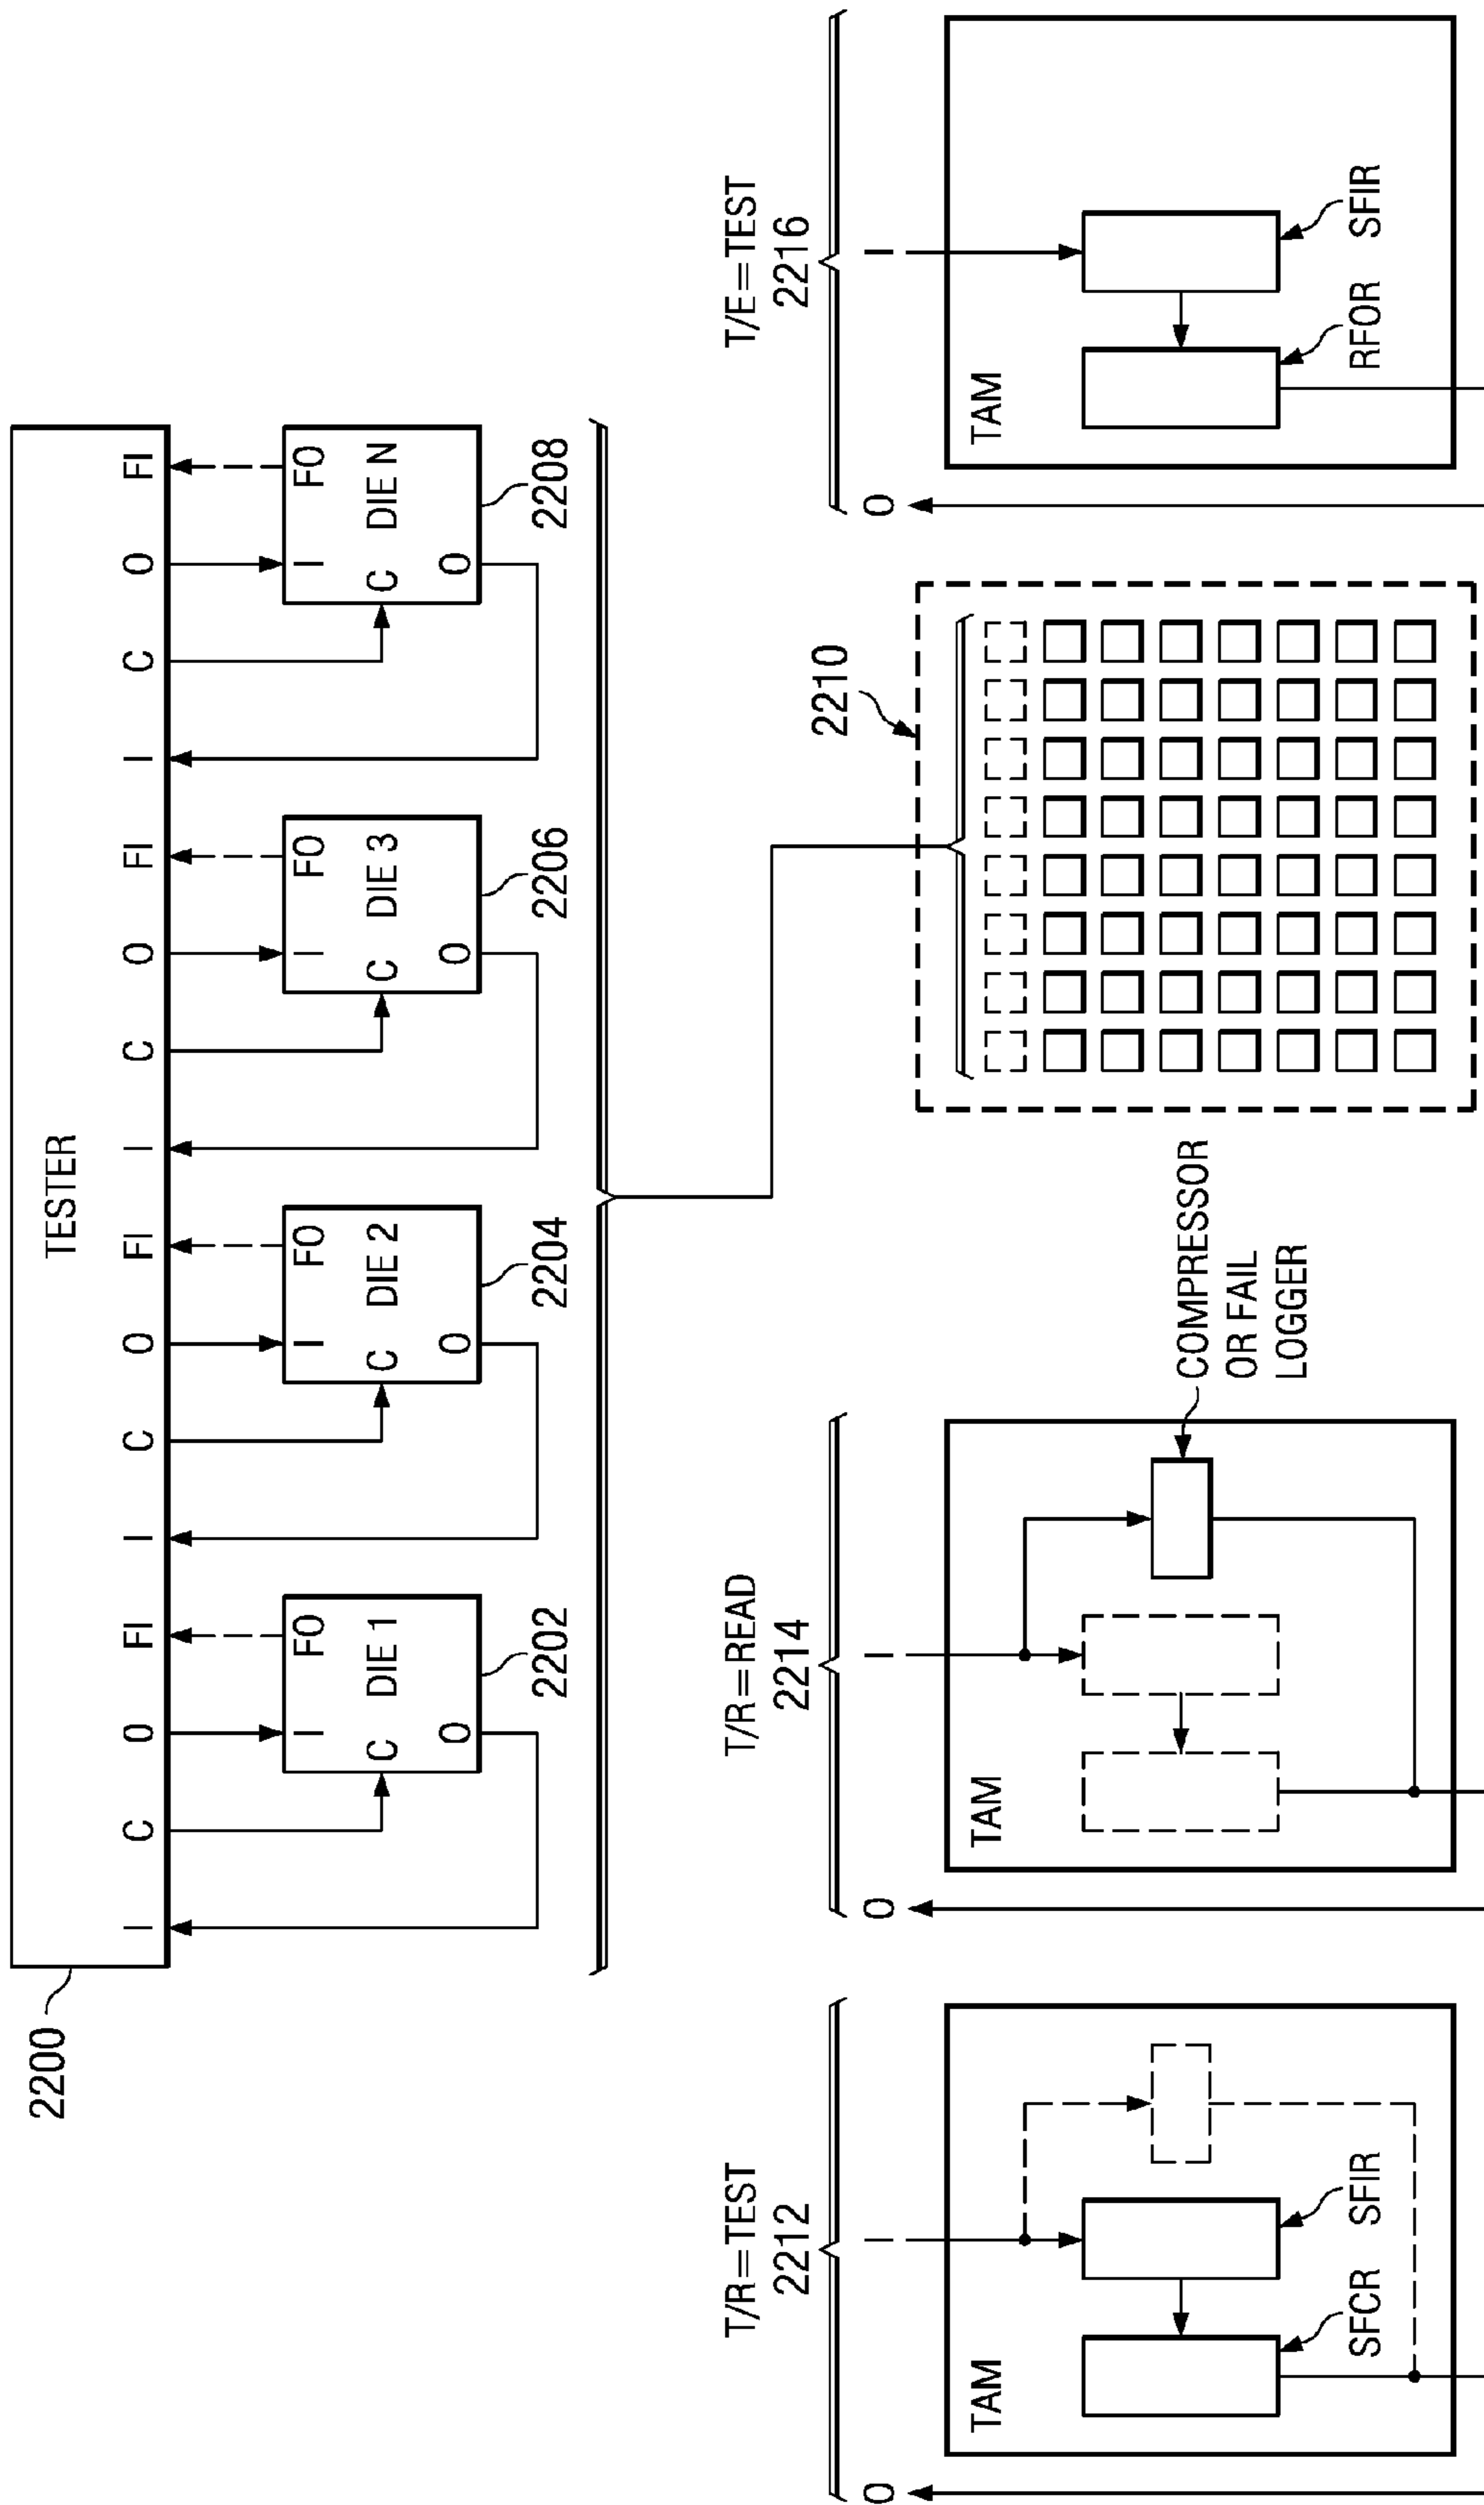 2200
TESTER
I C O FI I C O FI I C O FI I C O FI
I FO I FO I FO I FO
C DIE 1 C DIE 2 C DIE 3 C DIE N
O O O O
2202 2204 2206 2208
T/R=TEST T/R=READ T/E=TEST
2212 2214 2210 2216
O I O I O I
TAM TAM TAM
COMPRESSOR
OR FAIL
LOGGER
SFCR SFIR RFOR SFIR